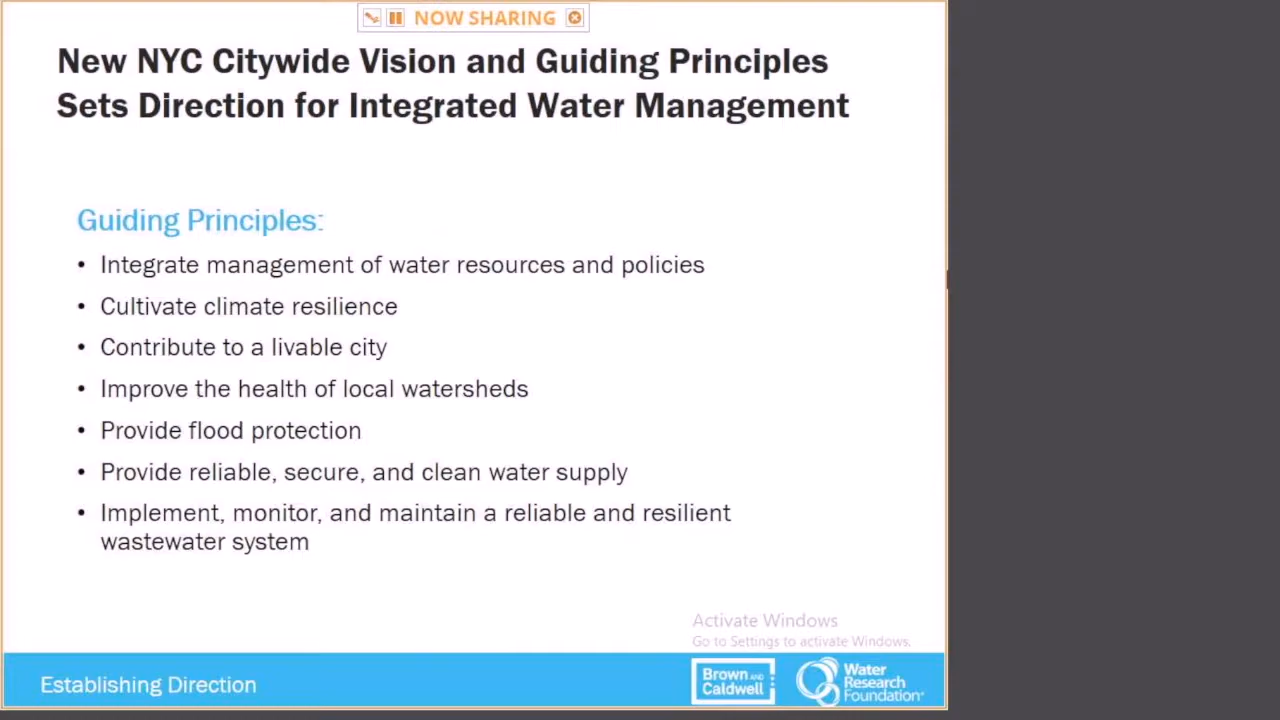 NOW SHARING
New NYC Citywide Vision and Guiding Principles
Sets Direction for Integrated Water Management
Guiding Principles:
• Integrate management of water resources and policies
• Cultivate climate resilience
• Contribute to a livable city
• Improve the health of local watersheds
• Provide flood protection
• Provide reliable, secure, and clean water supply
• Implement, monitor, and maintain a reliable and resilient
wastewater system
Activate Windows
Go to Settings to activate Windows.
Establishing Direction
Brown AND
Caldwell
Water
Research
Foundation